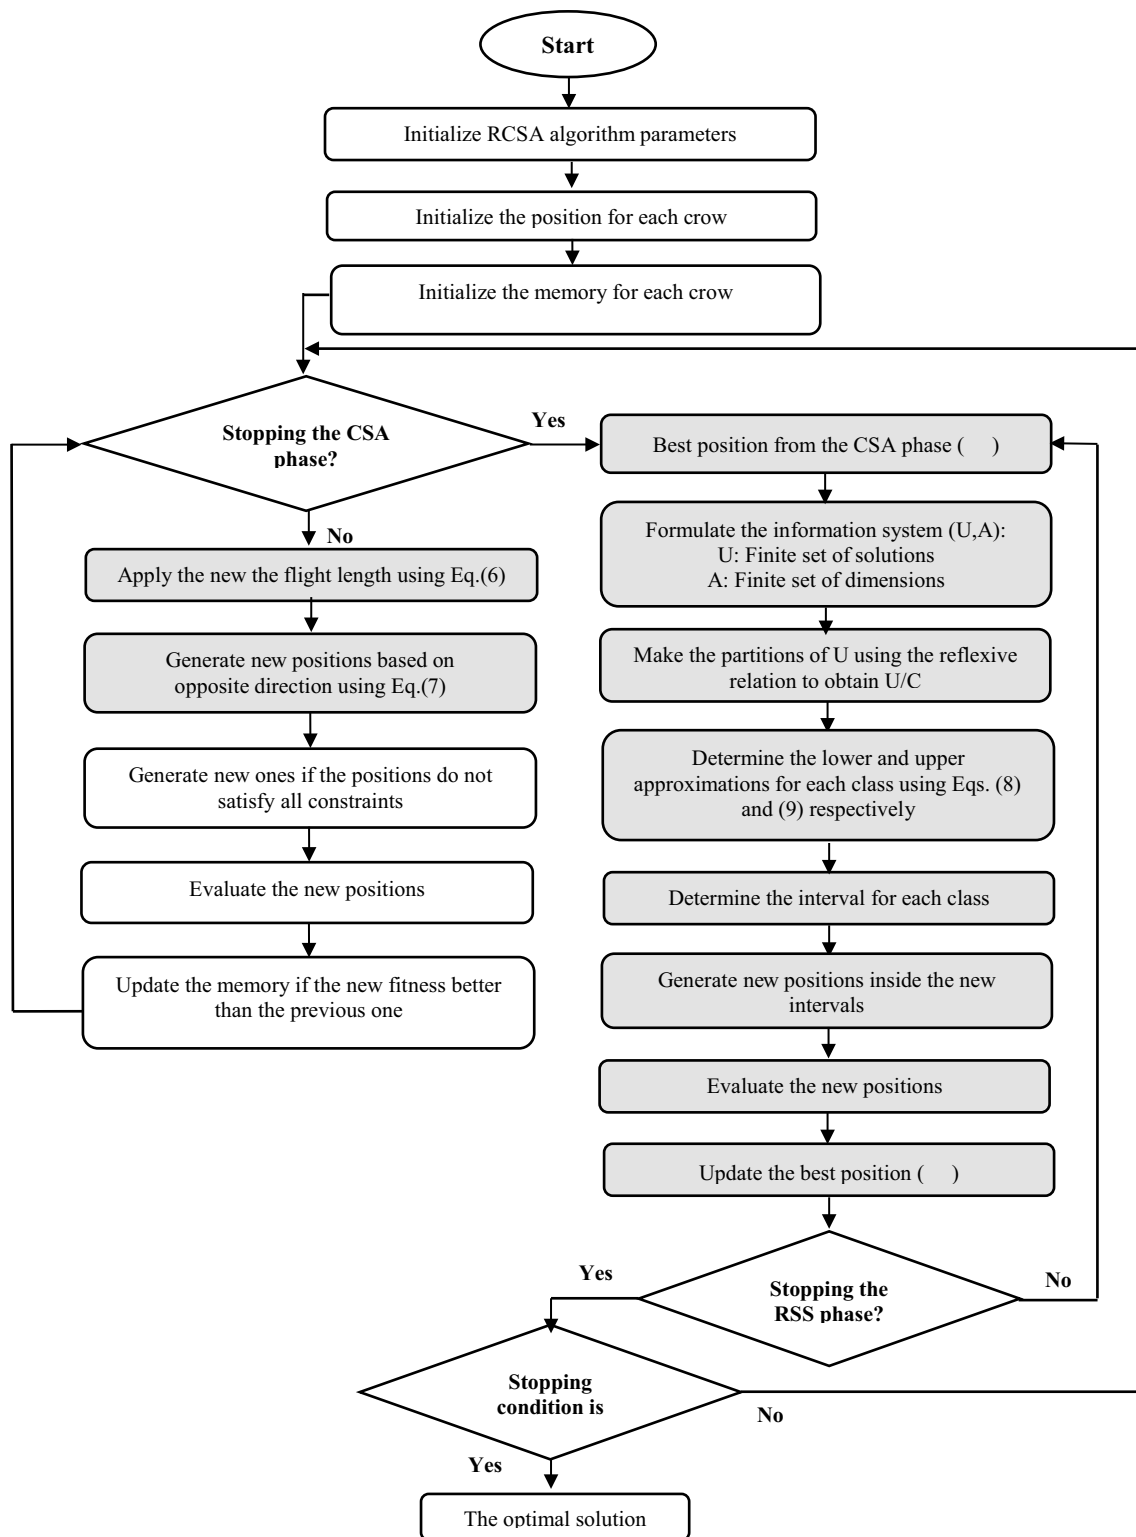 Start
Initialize RCSA algorithm parameters
Initialize the position for each crow
Initialize the memory for each crow
Stopping the CSA
phase?
Yes
No
Apply the new the flight length using Eq.(6)
Generate new positions based on
opposite direction using Eq.(7)
Generate new ones if the positions do not
satisfy all constraints
Evaluate the new positions
Update the memory if the new fitness better
than the previous one
Best position from the CSA phase (    )
Formulate the information system (U,A):
U: Finite set of solutions
A: Finite set of dimensions
Make the partitions of U using the reflexive
relation to obtain U/C
Determine the lower and upper
approximations for each class using Eqs. (8)
and (9) respectively
Determine the interval for each class
Generate new positions inside the new
intervals
Evaluate the new positions
Update the best position (    )
Stopping the
RSS phase?
Yes
No
Stopping
condition is
No
Yes
The optimal solution